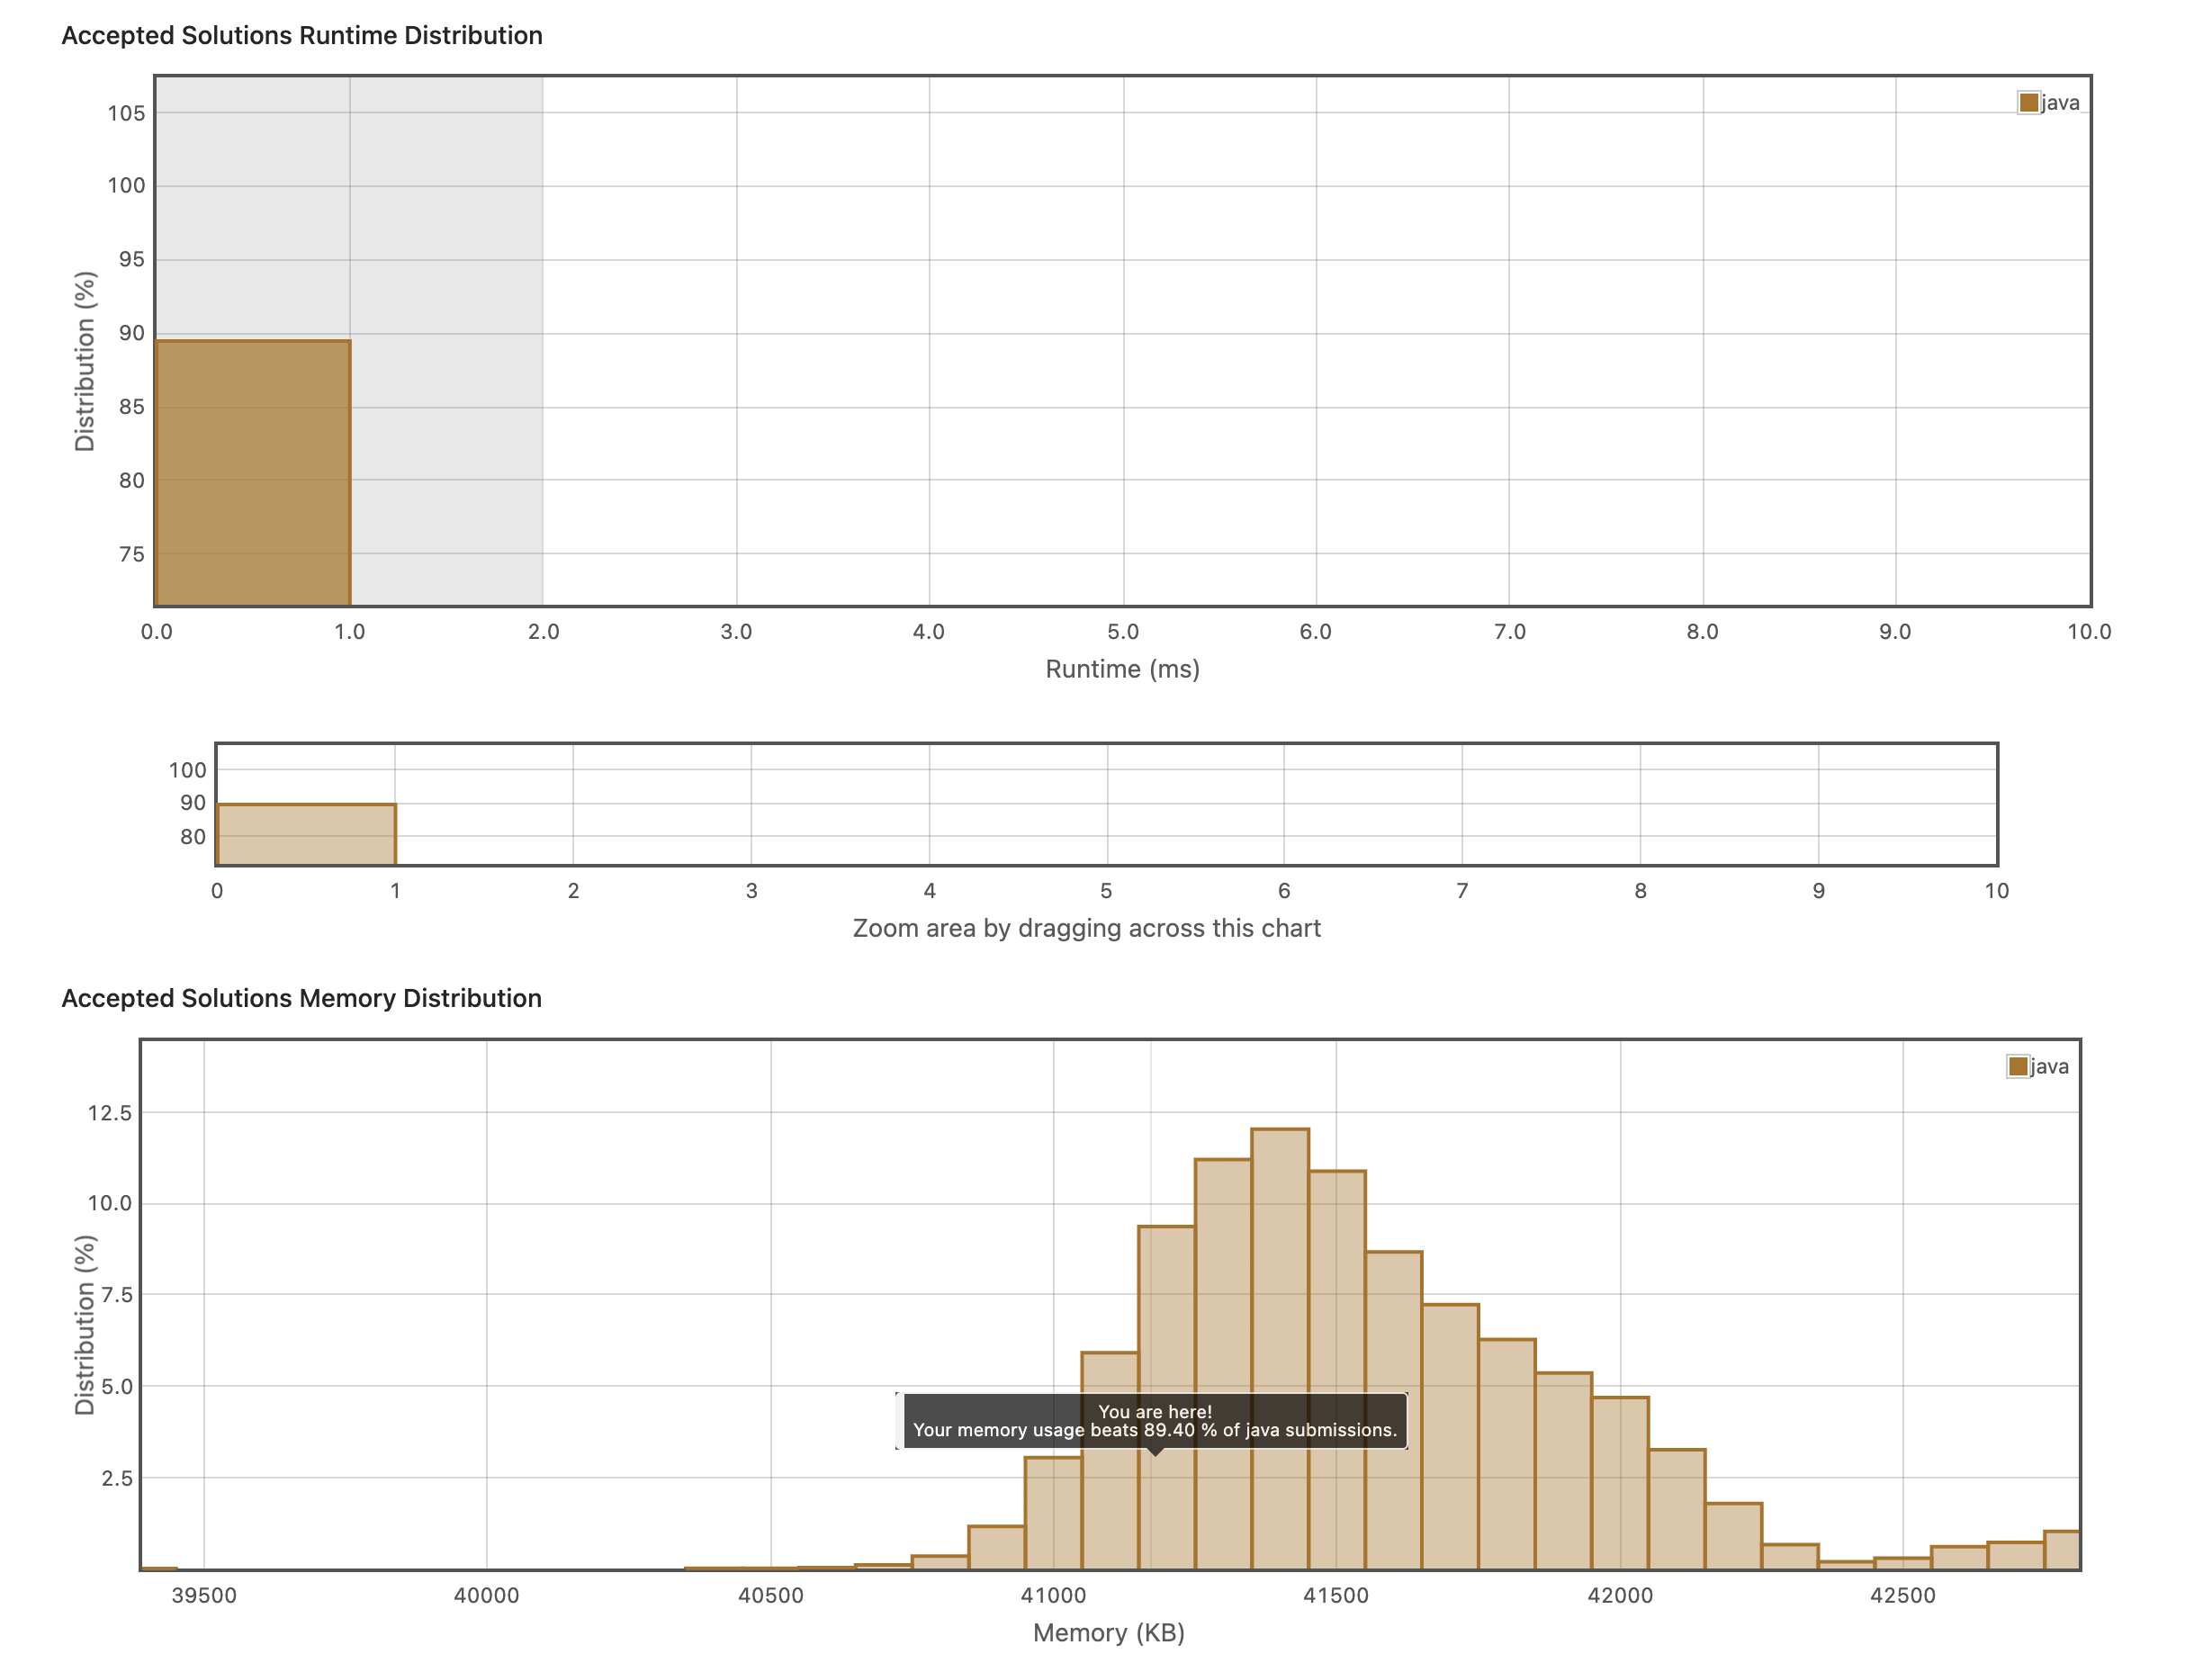 Accepted Solutions Runtime Distribution
java
105
100
95
90
85
80
75
Distribution (%)
0.0 1.0 2.0 3.0 4.0 5.0 6.0 7.0 8.0 9.0 10.0
Runtime (ms)
100
90
80
0 1 2 3 4 5 6 7 8 9 10
Zoom area by dragging across this chart
Accepted Solutions Memory Distribution
java
12.5
10.0
7.5
5.0
2.5
Distribution (%)
You are here!
Your memory usage beats 89.40 % of java submissions.
39500 40000 40500 41000 41500 42000 42500
Memory (KB)